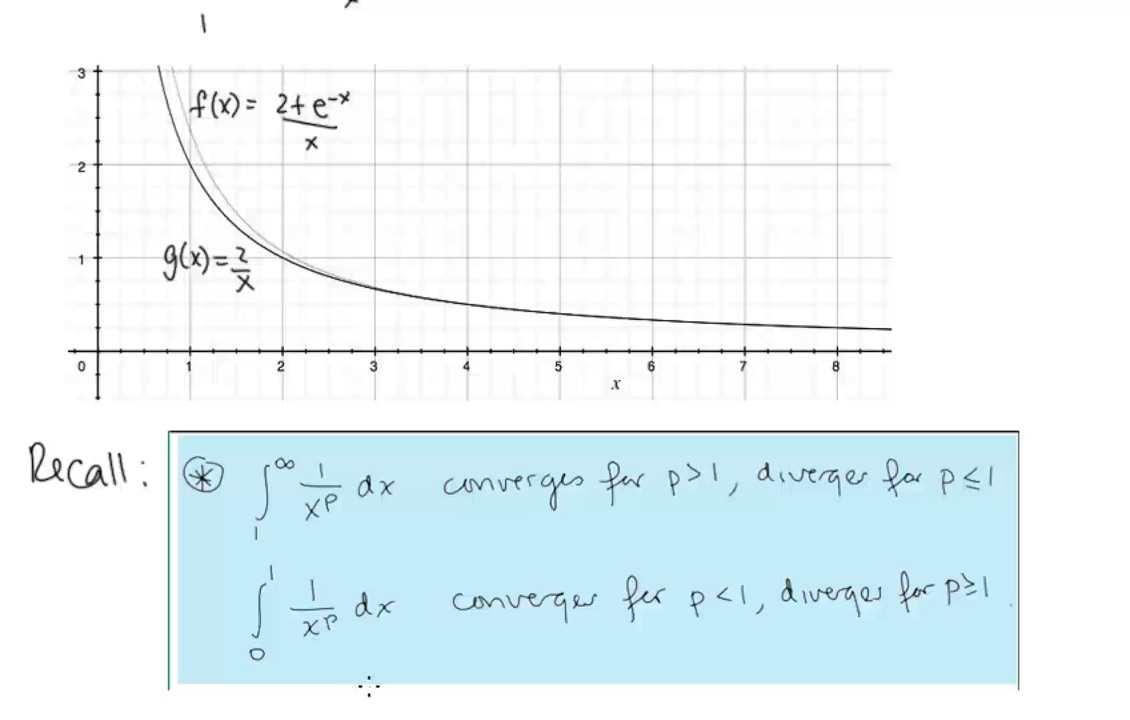 1
3
f(x) = 2 + e^-x / x
2
g(x) = 2/x
1
0 1 2 3 4 5 6 7 8
x
Recall: ⊛ ∫_1^∞ 1/x^p dx converges for p>1, diverges for p≤1
∫_0^1 1/x^p dx converges for p<1, diverges for p≥1.